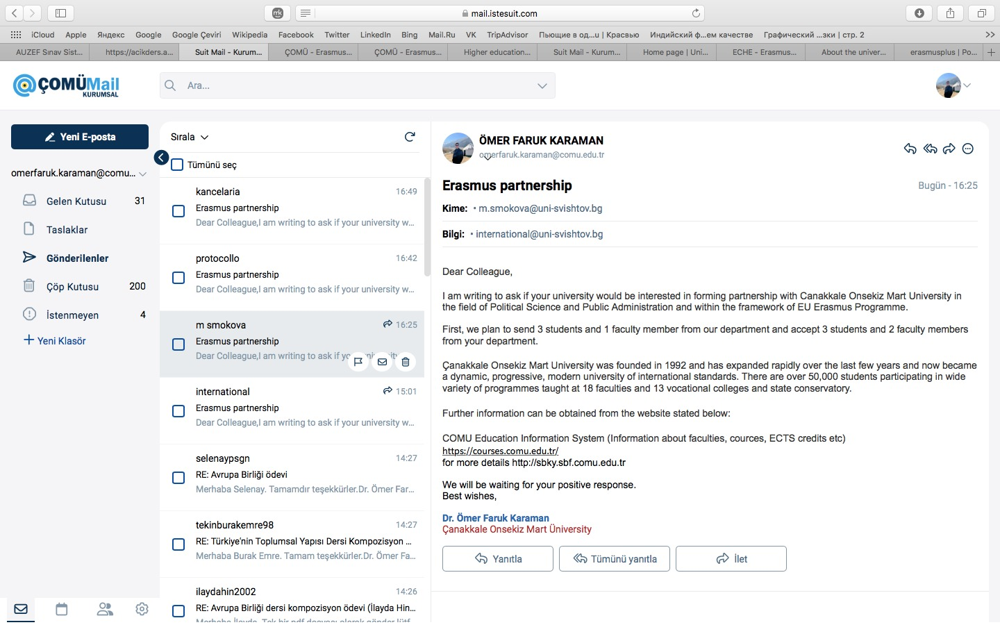 mail.istesuit.com
iCloud Apple Яндекс Google Google Çeviri Wikipedia Facebook Twitter LinkedIn Bing Mail.Ru VK TripAdvisor Пьющие в од...u | Красвью Индийский ф...ем качестве Графический ...зки | стр. 2
AUZEF Sınav Sist... https://acikders.a... Suit Mail - Kurum... ÇOMÜ - Erasmus... ÇOMÜ - Erasmus... Higher education... Suit Mail - Kurum... Home page | Uni... ECHE - Erasmus... About the univer... erasmusplus | Po...
ÇOMÜMail
KURUMSAL
Ara...
Yeni E-posta
omerfaruk.karaman@comu...
Gelen Kutusu 31
Taslaklar
Gönderilenler
Çöp Kutusu 200
İstenmeyen 4
Yeni Klasör
Sırala
Tümünü seç
kancelaria 16:49
Erasmus partnership
Dear Colleague,I am writing to ask if your university w...
protocollo 16:42
Erasmus partnership
Dear Colleague,I am writing to ask if your university w...
m smokova 16:25
Erasmus partnership
Dear Colleague,I am writing to ask if yo
international 15:01
Erasmus partnership
Dear Colleague,I am writing to ask if your university w...
selenaypsgn 14:27
RE: Avrupa Birliği ödevi
Merhaba Selenay. Tamamdır teşekkürler.Dr. Ömer Far...
tekinburakemre98 14:27
RE: Türkiye'nin Toplumsal Yapısı Dersi Kompozisyon ...
Merhaba Burak Emre. Tamam teşekkürler.Dr. Ömer Fa...
ilaydahin2002 14:26
RE: Avrupa Birliği dersi kompozisyon ödevi (İlayda Hin...
Merhaba İlayda. Tek bir pdf dosyası olarak gönder lütf...
ÖMER FARUK KARAMAN
omerfaruk.karaman@comu.edu.tr
Erasmus partnership Bugün - 16:25
Kime: • m.smokova@uni-svishtov.bg
Bilgi: • international@uni-svishtov.bg
Dear Colleague,
I am writing to ask if your university would be interested in forming partnership with Canakkale Onsekiz Mart University in
the field of Political Science and Public Administration and within the framework of EU Erasmus Programme.
First, we plan to send 3 students and 1 faculty member from our department and accept 3 students and 2 faculty members
from your department.
Çanakkale Onsekiz Mart University was founded in 1992 and has expanded rapidly over the last few years and now became
a dynamic, progressive, modern university of international standards. There are over 50,000 students participating in wide
variety of programmes taught at 18 faculties and 13 vocational colleges and state conservatory.
Further information can be obtained from the website stated below:
COMU Education Information System (Information about faculties, cources, ECTS credits etc)
https://courses.comu.edu.tr/
for more details http://sbky.sbf.comu.edu.tr
We will be waiting for your positive response.
Best wishes,
Dr. Ömer Faruk Karaman
Çanakkale Onsekiz Mart Üniversity
Yanıtla Tümünü yanıtla İlet